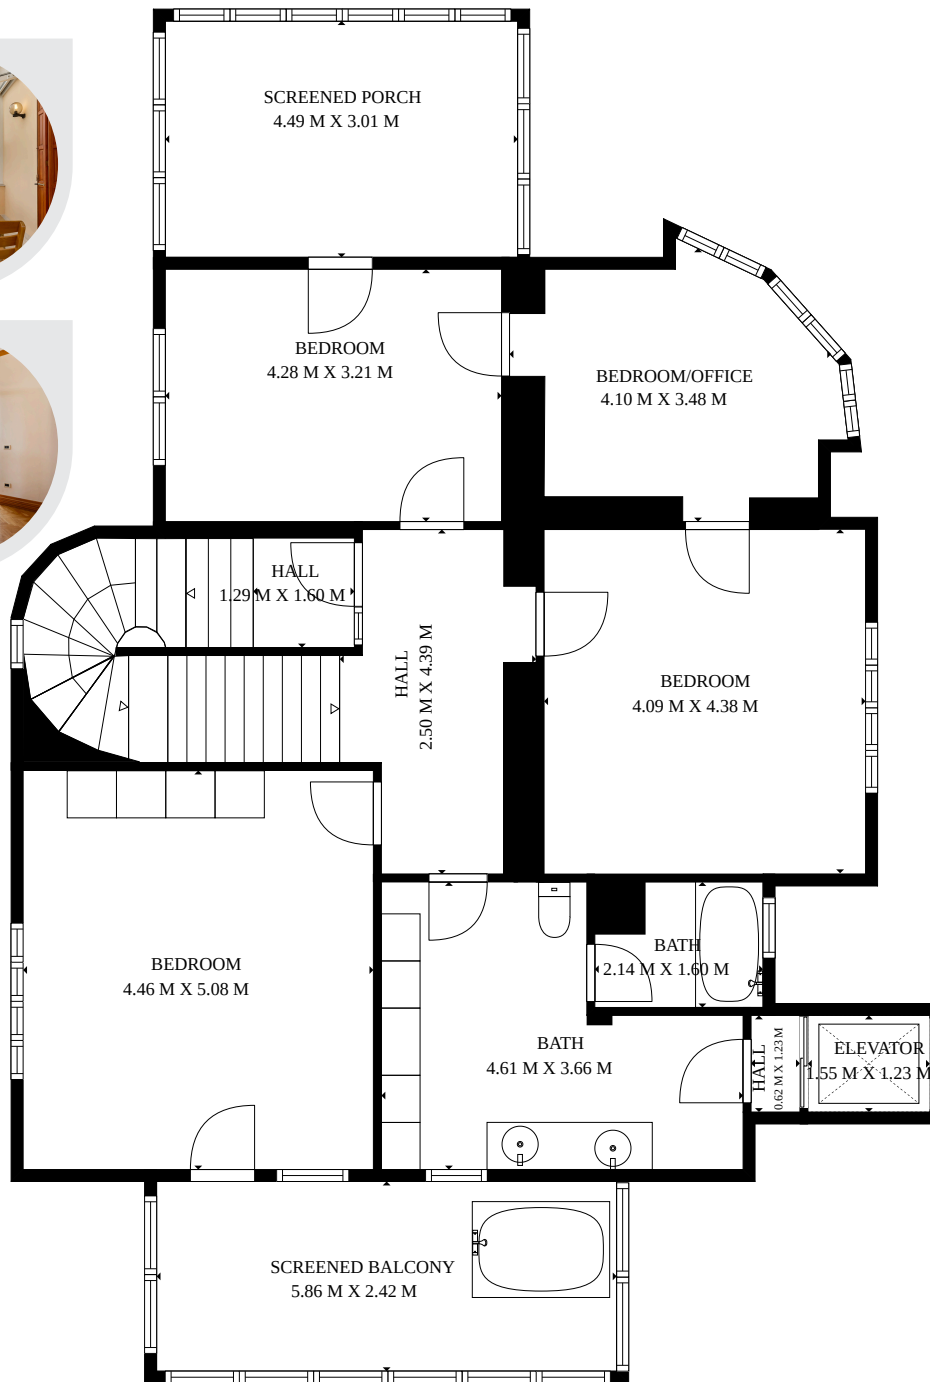 SCREENED PORCH
4.49 M X 3.01 M
BEDROOM
4.28 M X 3.21 M
BEDROOM/OFFICE
4.10 M X 3.48 M
HALL
1.29 M X 1.60 M
HALL
2.50 M X 4.39 M
BEDROOM
4.09 M X 4.38 M
BEDROOM
4.46 M X 5.08 M
BATH
2.14 M X 1.60 M
BATH
4.61 M X 3.66 M
HALL
0.62 M X 1.23 M
ELEVATOR
1.55 M X 1.23 M
SCREENED BALCONY
5.86 M X 2.42 M